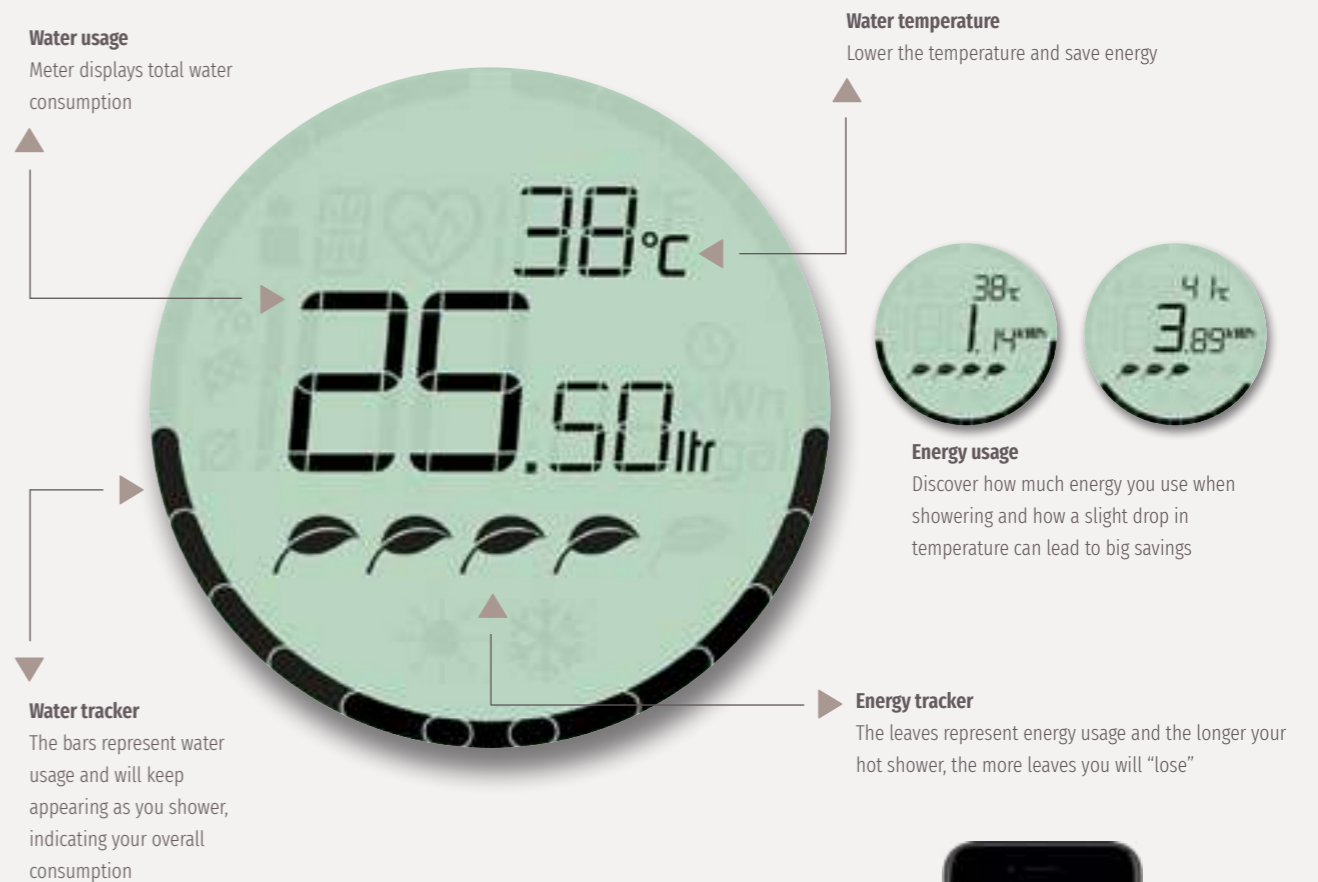 Water usage
Meter displays total water
consumption
Water temperature
Lower the temperature and save energy
38°C
25.50ltr
kWh
gal
38°C
1.14kWh
41°C
3.89kWh
Energy usage
Discover how much energy you use when
showering and how a slight drop in
temperature can lead to big savings
Water tracker
The bars represent water
usage and will keep
appearing as you shower,
indicating your overall
consumption
Energy tracker
The leaves represent energy usage and the longer your
hot shower, the more leaves you will “lose”